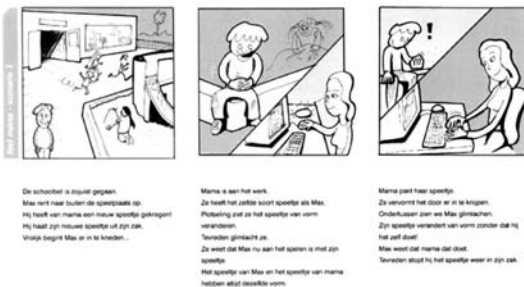 Feel mama - scenario 2
De schoolbel is zojuist gegaan.
Max rent naar buiten de speelplaats op.
Hij heeft van mama een nieuw speeltje gekregen!
Hij haalt zijn nieuwe speeltje uit zijn zak.
Vrolijk begint Max er in te kneden...
Mama is aan het werk.
Ze heeft het zelfde soort speeltje als Max.
Plotseling ziet ze het speeltje van vorm
veranderen.
Tevreden glimlacht ze.
Ze weet dat Max nu aan het spelen is met zijn
speeltje.
Het speeltje van Max en het speeltje van mama
hebben altijd dezelfde vorm.
!
Mama pakt haar speeltje.
Ze vervormt het door er in te knijpen.
Ondertussen zien we Max glimlachen.
Zijn speeltje verandert van vorm zonder dat hij
het zelf doet!
Max weet dat mama dat doet.
Tevreden stopt hij het speeltje weer in zijn zak.